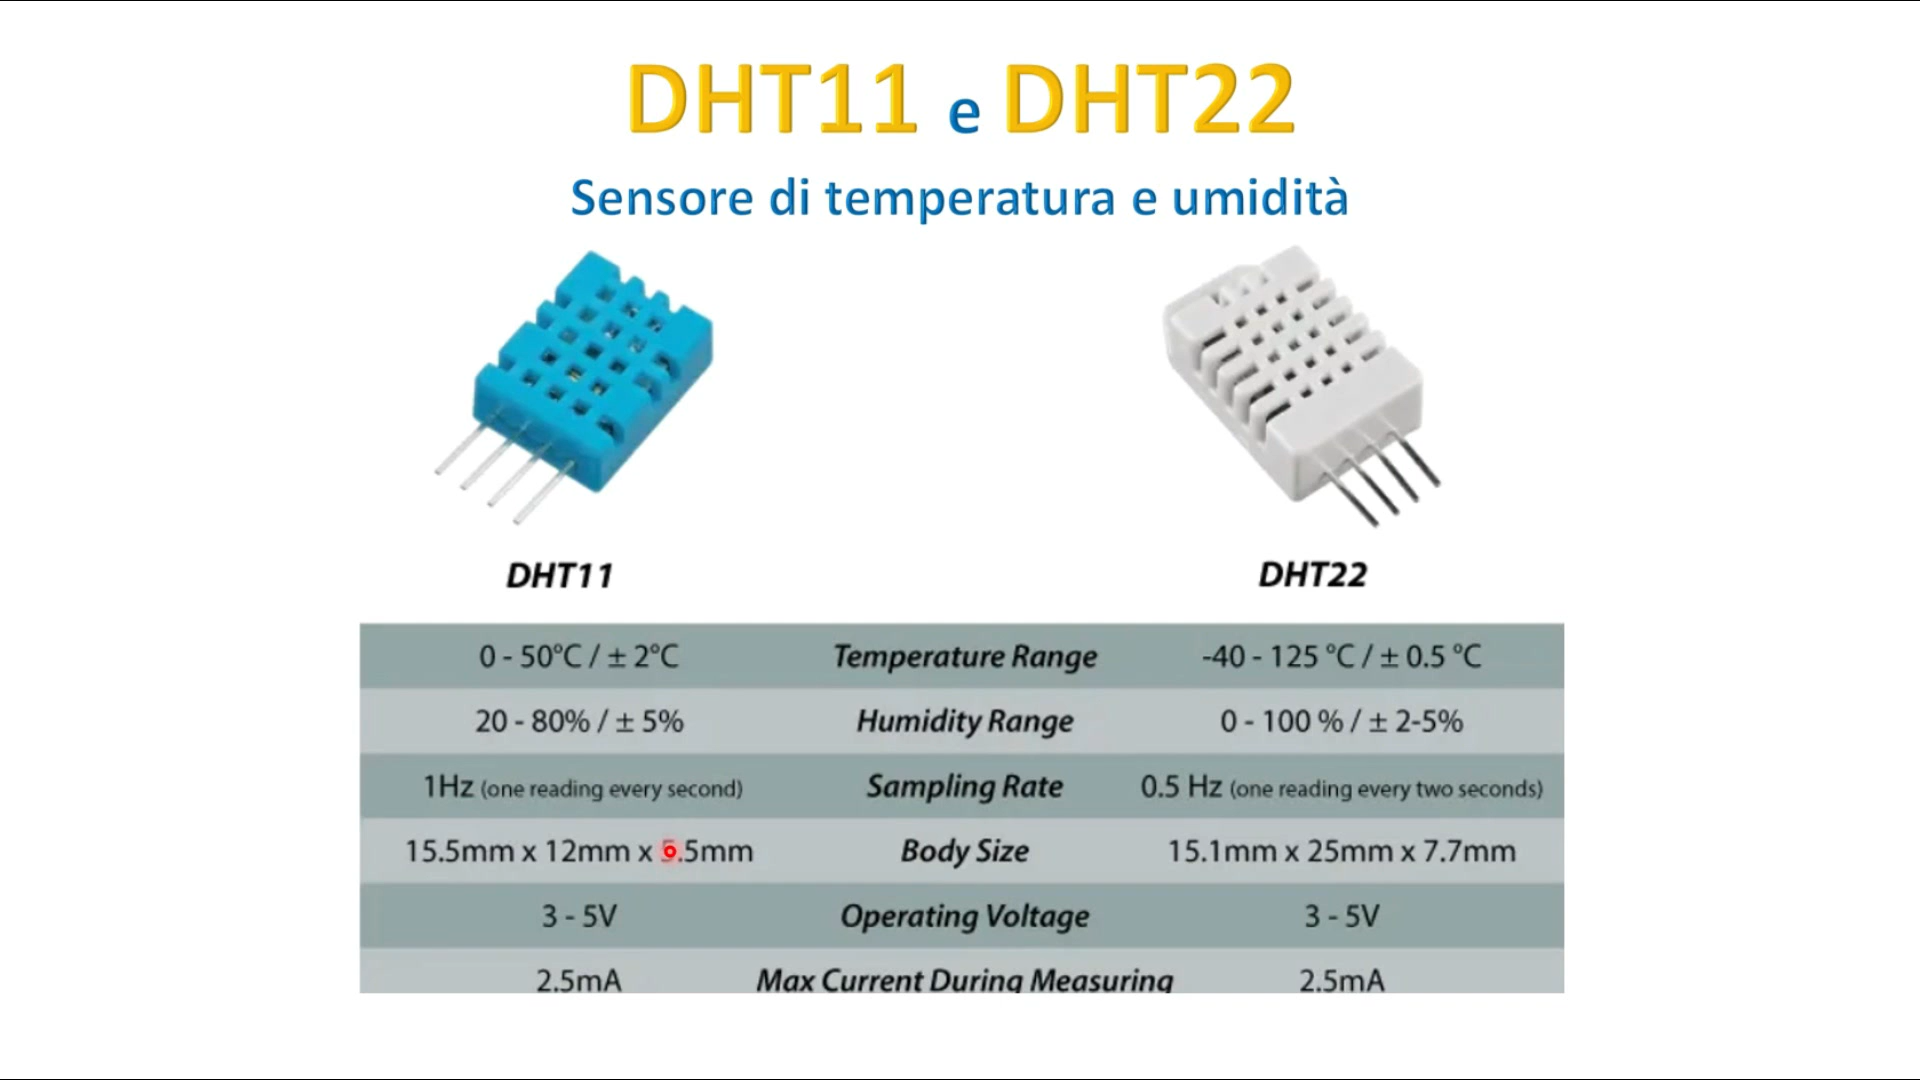 DHT11 e DHT22
Sensore di temperatura e umidità
DHT11 DHT22
0 - 50°C / ± 2°C Temperature Range -40 - 125 °C / ± 0.5 °C
20 - 80% / ± 5% Humidity Range 0 - 100 % / ± 2-5%
1Hz (one reading every second) Sampling Rate 0.5 Hz (one reading every two seconds)
15.5mm x 12mm x 5.5mm Body Size 15.1mm x 25mm x 7.7mm
3 - 5V Operating Voltage 3 - 5V
2.5mA Max Current During Measuring 2.5mA